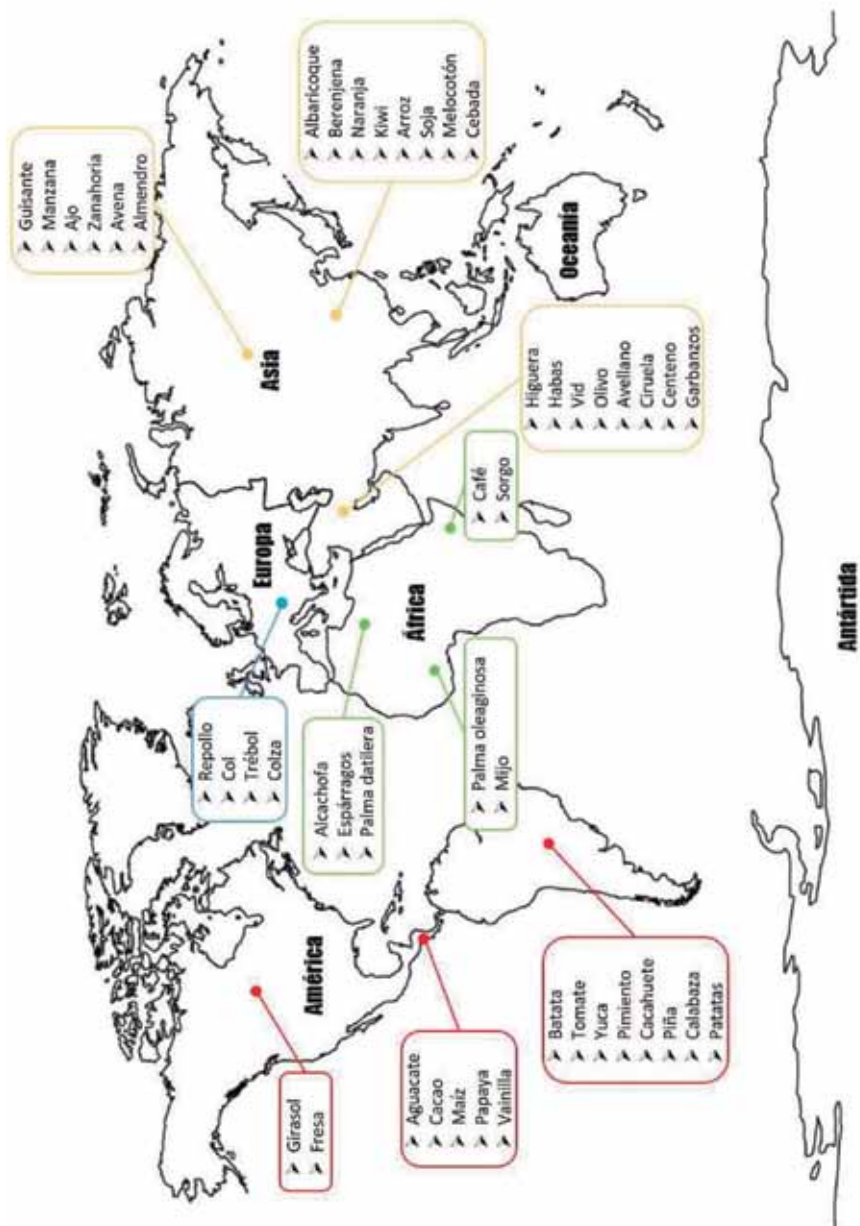 América
Girasol
Fresa
Aguacate
Cacao
Maíz
Papaya
Vainilla
Batata
Tomate
Yuca
Pimiento
Cacahuete
Piña
Calabaza
Patatas
Europa
Repollo
Col
Trébol
Colza
África
Alcachofa
Espárragos
Palma datilera
Palma oleaginosa
Mijo
Café
Sorgo
Asia
Guisante
Manzana
Ajo
Zanahoria
Avena
Almendro
Albaricoque
Berenjena
Naranja
Kiwi
Arroz
Soja
Melocotón
Cebada
Higuera
Habas
Vid
Olivo
Avellano
Ciruela
Centeno
Garbanzos
Oceanía
Antártida